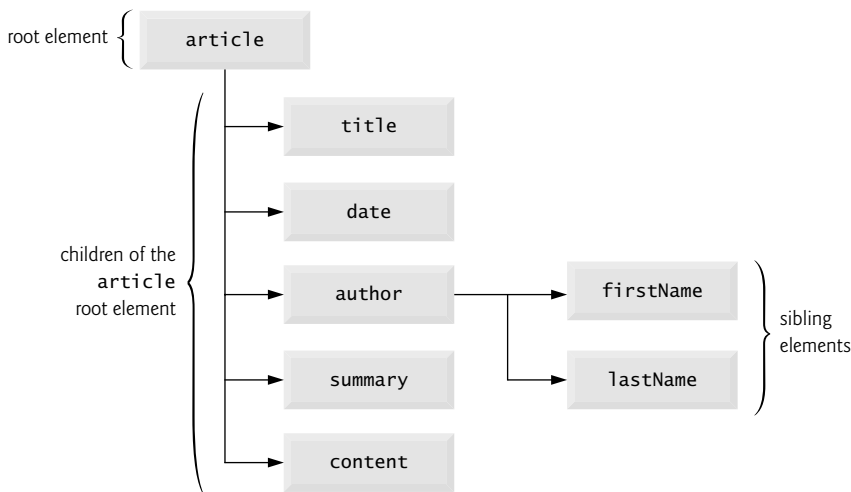 root element
article
title
date
children of the
article
root element
author
firstName
sibling
elements
summary
lastName
content